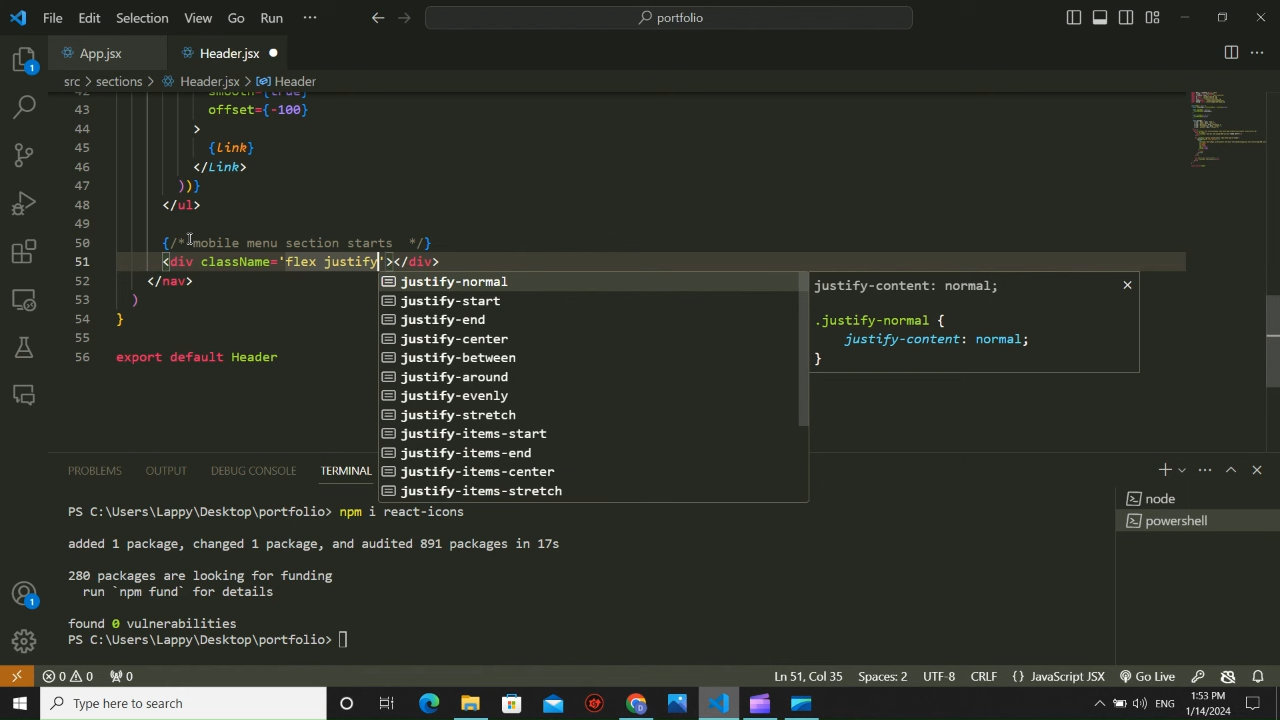 File Edit Selection View Go Run ··· portfolio
App.jsx Header.jsx
1
src > sections > Header.jsx > Header
42 smooth={true}
43 offset={-100}
44 >
45 {link}
46 </Link>
47 ))}
48 </ul>
49
50 {/* mobile menu section starts */}
51 <div className='flex justify'></div>
52 </nav>
53 )
54 }
55
56 export default Header
justify-normal
justify-start
justify-end
justify-center
justify-between
justify-around
justify-evenly
justify-stretch
justify-items-start
justify-items-end
justify-items-center
justify-items-stretch
justify-content: normal;
.justify-normal {
justify-content: normal;
}
PROBLEMS OUTPUT DEBUG CONSOLE TERMINAL
PS C:\Users\Lappy\Desktop\portfolio> npm i react-icons
added 1 package, changed 1 package, and audited 891 packages in 17s
280 packages are looking for funding
run `npm fund` for details
found 0 vulnerabilities
PS C:\Users\Lappy\Desktop\portfolio>
node
powershell
1
0 0 0 Ln 51, Col 35 Spaces: 2 UTF-8 CRLF {} JavaScript JSX Go Live
Type here to search
1:53 PM
1/14/2024